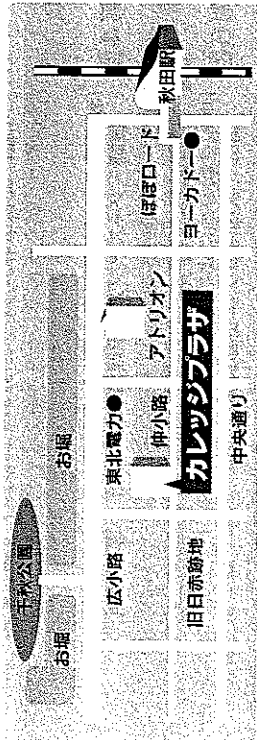 千秋公園
お堀
お堀
広小路
東北電力●
アトリオン
ぽぽロード
秋田駅
仲小路
ヨーカドー●
カレッジプラザ
旧日赤跡地
中央通り